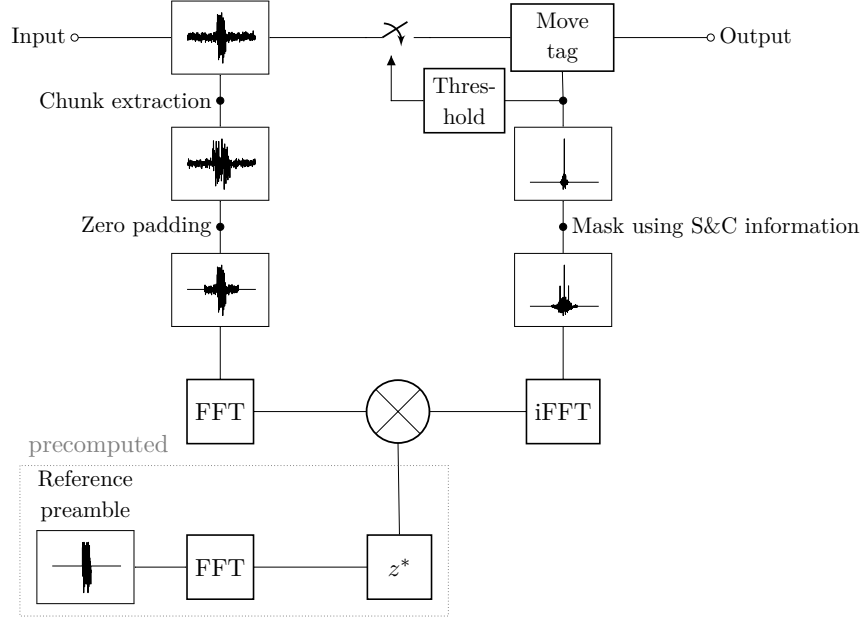 Input
Move
tag
Output
Chunk extraction
Thres-
hold
Zero padding
Mask using S&C information
FFT
iFFT
precomputed
Reference
preamble
FFT
z*